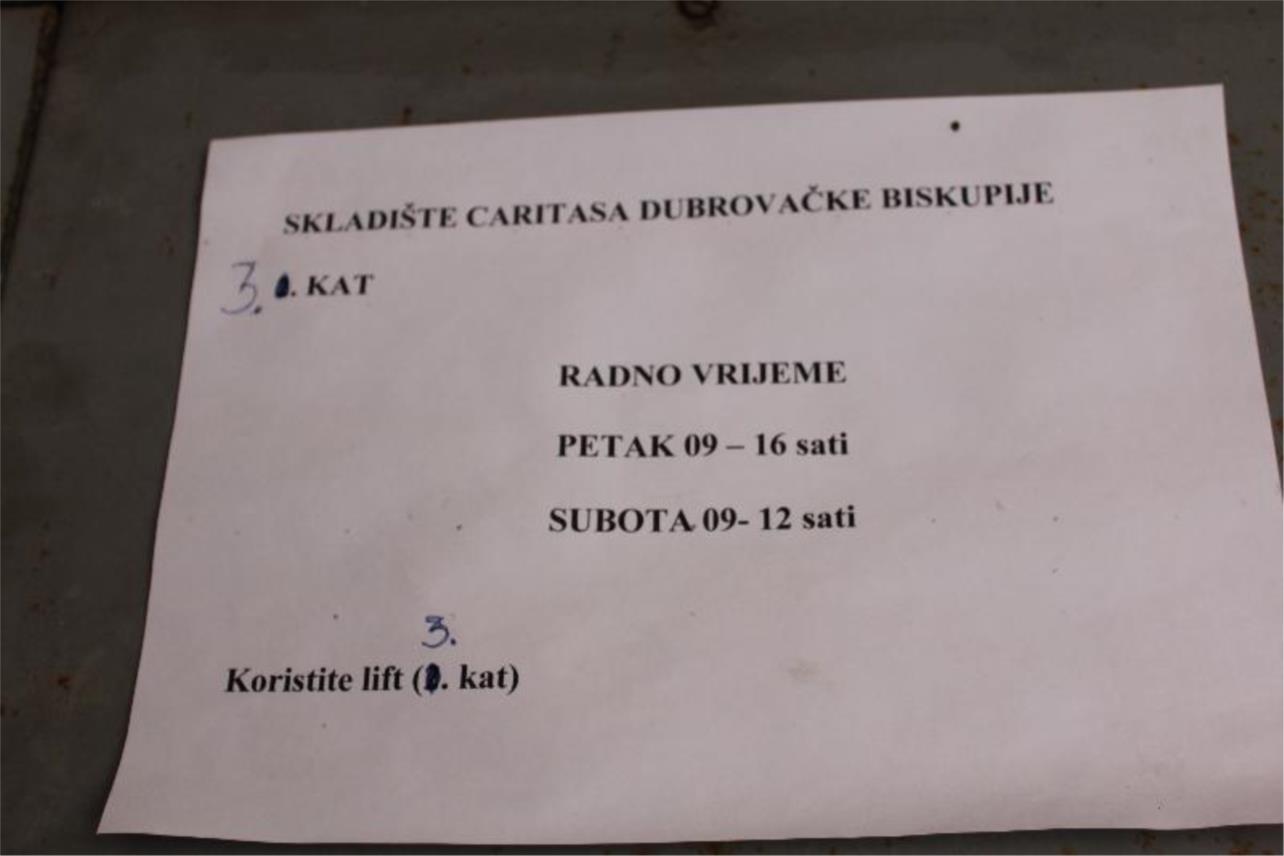 SKLADIŠTE CARITASA DUBROVAČKE BISKUPIJE
3. . KAT
RADNO VRIJEME
PETAK 09 – 16 sati
SUBOTA 09- 12 sati
3.
Koristite lift (. kat)